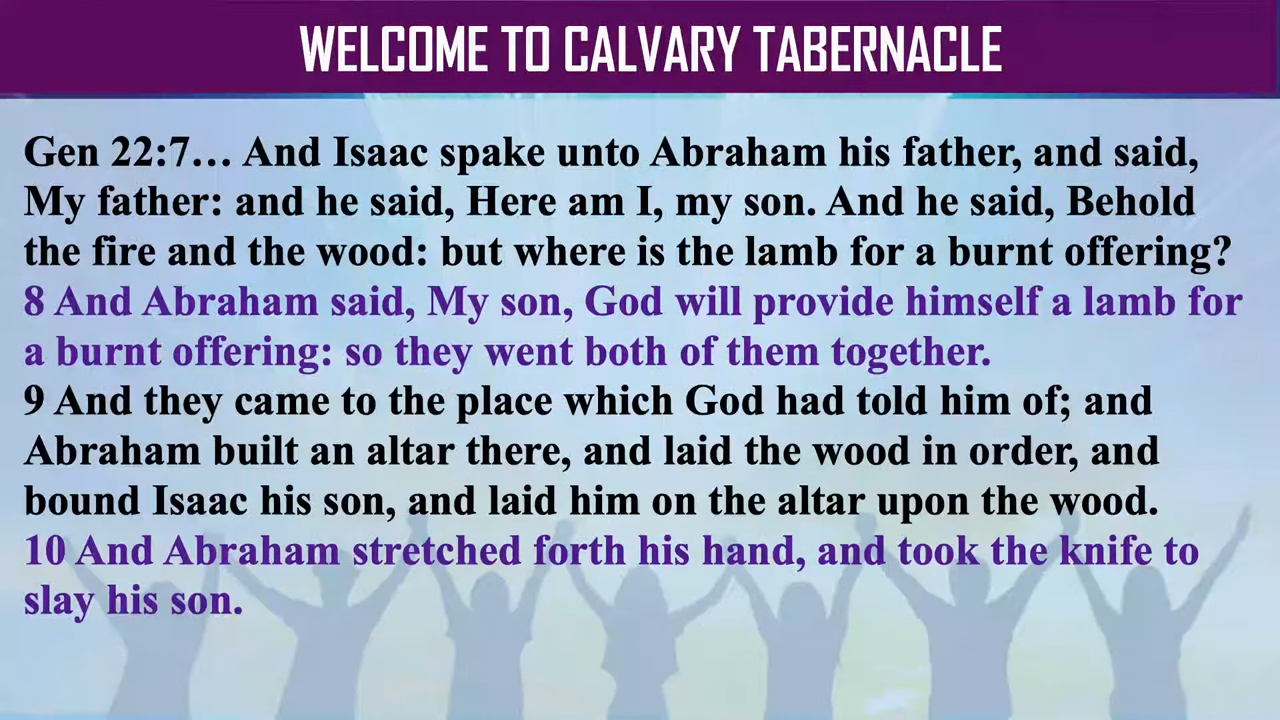 WELCOME TO CALVARY TABERNACLE
Gen 22:7… And Isaac spake unto Abraham his father, and said,
My father: and he said, Here am I, my son. And he said, Behold
the fire and the wood: but where is the lamb for a burnt offering?
8 And Abraham said, My son, God will provide himself a lamb for
a burnt offering: so they went both of them together.
9 And they came to the place which God had told him of; and
Abraham built an altar there, and laid the wood in order, and
bound Isaac his son, and laid him on the altar upon the wood.
10 And Abraham stretched forth his hand, and took the knife to
slay his son.